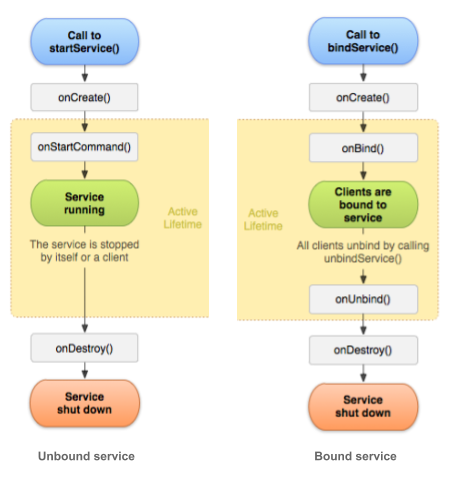 Call to
startService()
onCreate()
onStartCommand()
Service
running
Active
Lifetime
The service is stopped
by itself or a client
onDestroy()
Service
shut down
Unbound service
Call to
bindService()
onCreate()
onBind()
Clients are
bound to
service
Active
Lifetime
All clients unbind by calling
unbindService()
onUnbind()
onDestroy()
Service
shut down
Bound service